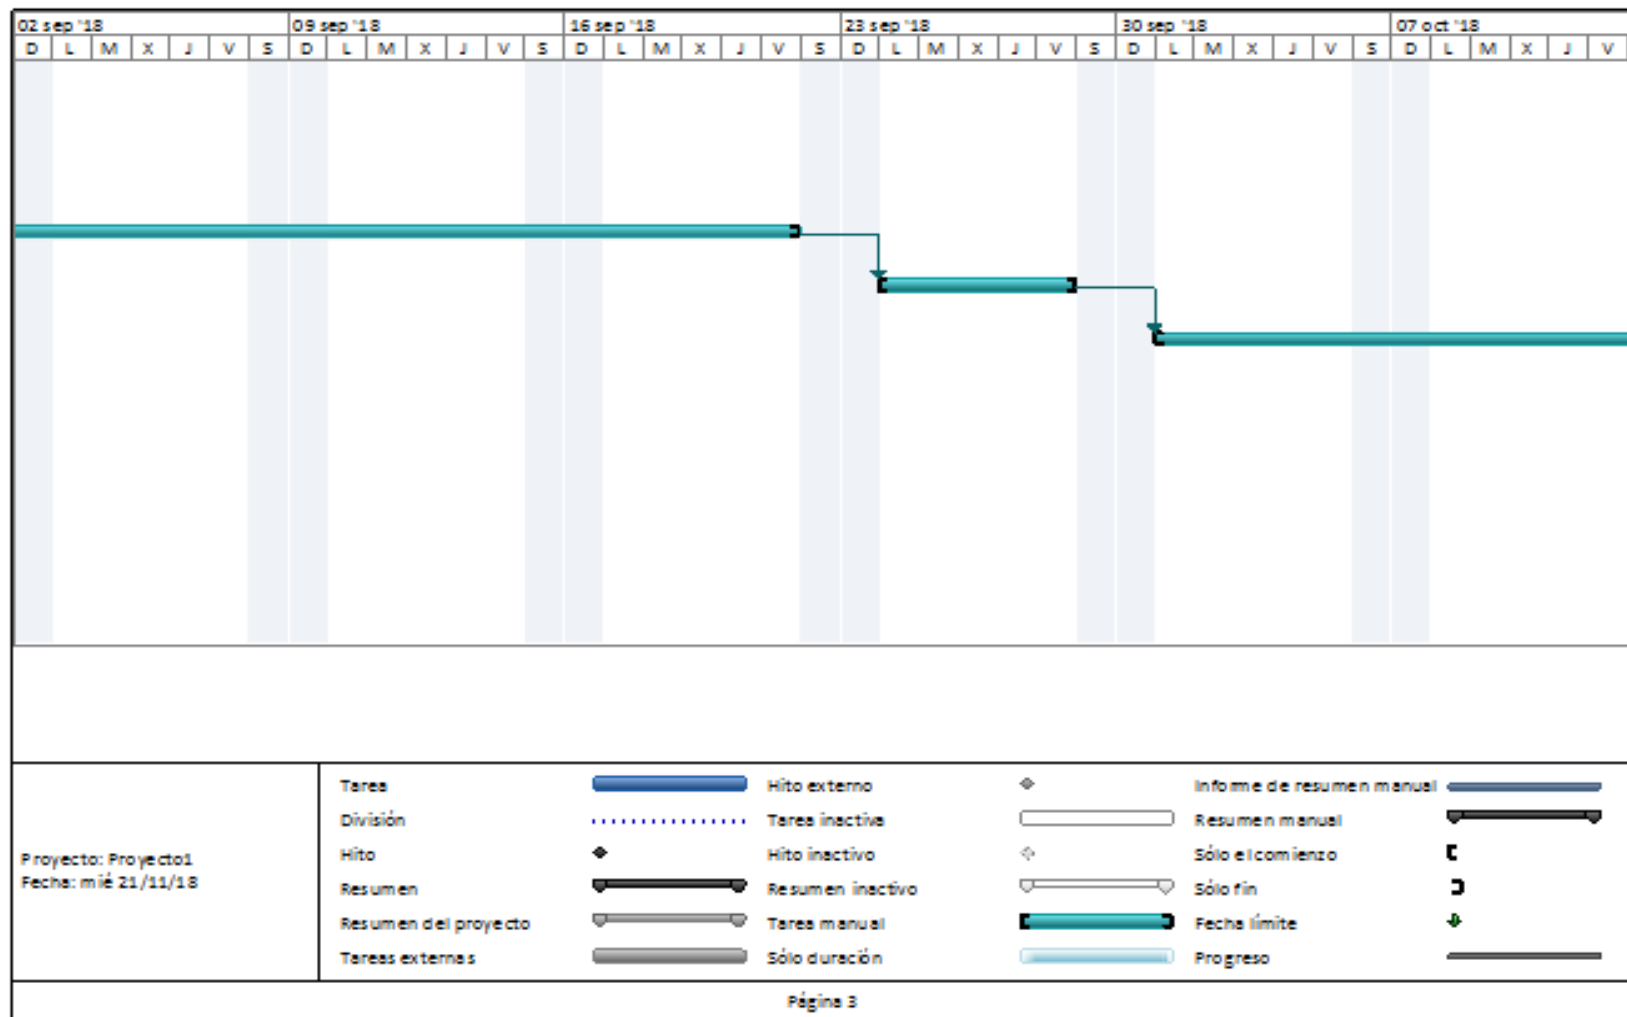 02 sep '18 09 sep '18 16 sep '18 23 sep '18 30 sep '18 07 oct '18
D L M X J V S D L M X J V S D L M X J V S D L M X J V S D L M X J V S D L M X J V
Proyecto: Proyecto1
Fecha: mié 21/11/18
Tarea
División
Hito
Resumen
Resumen del proyecto
Tareas externas
Hito externo
Tarea inactiva
Hito inactivo
Resumen inactivo
Tarea manual
Sólo duración
Informe de resumen manual
Resumen manual
Sólo el comienzo
Sólo fin
Fecha límite
Progreso
Página 3